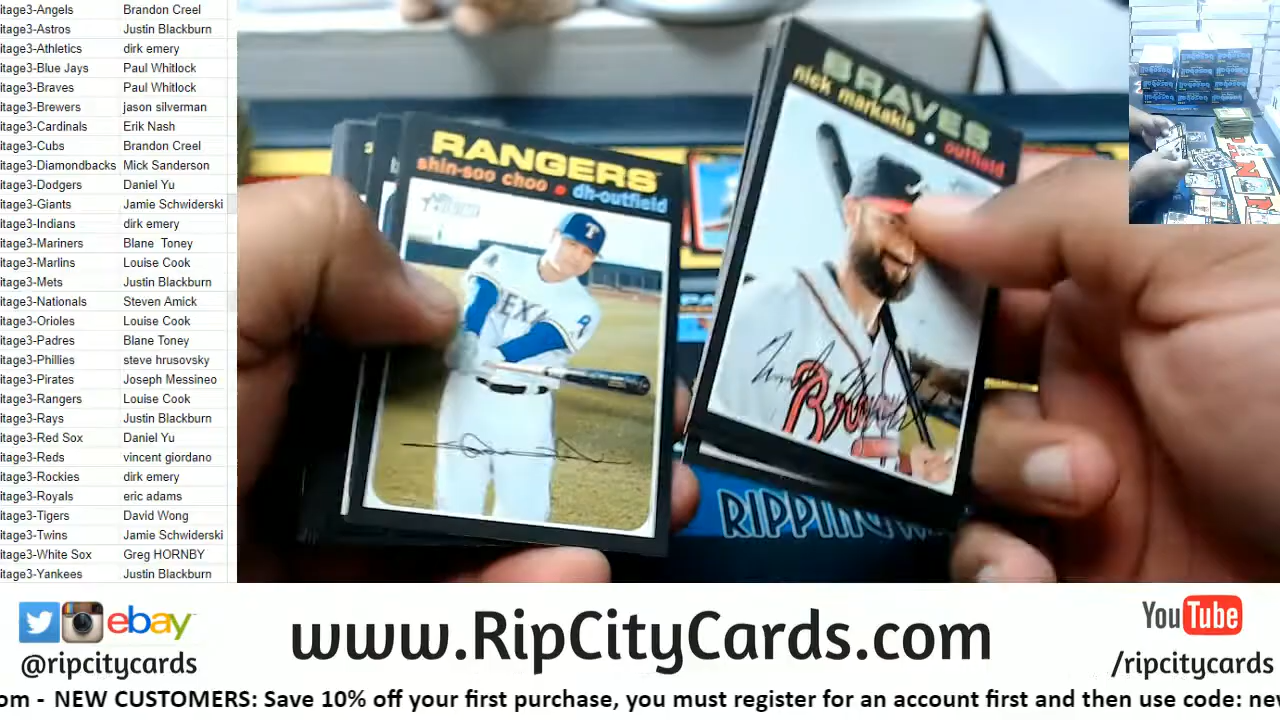 itage3-Angels Brandon Creel
itage3-Astros Justin Blackburn
itage3-Athletics dirk emery
itage3-Blue Jays Paul Whitlock
itage3-Braves Paul Whitlock
itage3-Brewers jason silverman
itage3-Cardinals Erik Nash
itage3-Cubs Brandon Creel
itage3-Diamondbacks Mick Sanderson
itage3-Dodgers Daniel Yu
itage3-Giants Jamie Schwiderski
itage3-Indians dirk emery
itage3-Mariners Blane Toney
itage3-Marlins Louise Cook
itage3-Mets Justin Blackburn
itage3-Nationals Steven Amick
itage3-Orioles Louise Cook
itage3-Padres Blane Toney
itage3-Phillies steve hrusovsky
itage3-Pirates Joseph Messineo
itage3-Rangers Louise Cook
itage3-Rays Justin Blackburn
itage3-Red Sox Daniel Yu
itage3-Reds vincent giordano
itage3-Rockies dirk emery
itage3-Royals eric adams
itage3-Tigers David Wong
itage3-Twins Jamie Schwiderski
itage3-White Sox Greg HORNBY
itage3-Yankees Justin Blackburn
RANGERS
shin-soo choo • dh-outfield
BRAVES
nick markakis • outfield
RIPPIN
ebay
@ripcitycards
www.RipCityCards.com
YouTube
/ripcitycards
om - NEW CUSTOMERS: Save 10% off your first purchase, you must register for an account first and then use code: nev